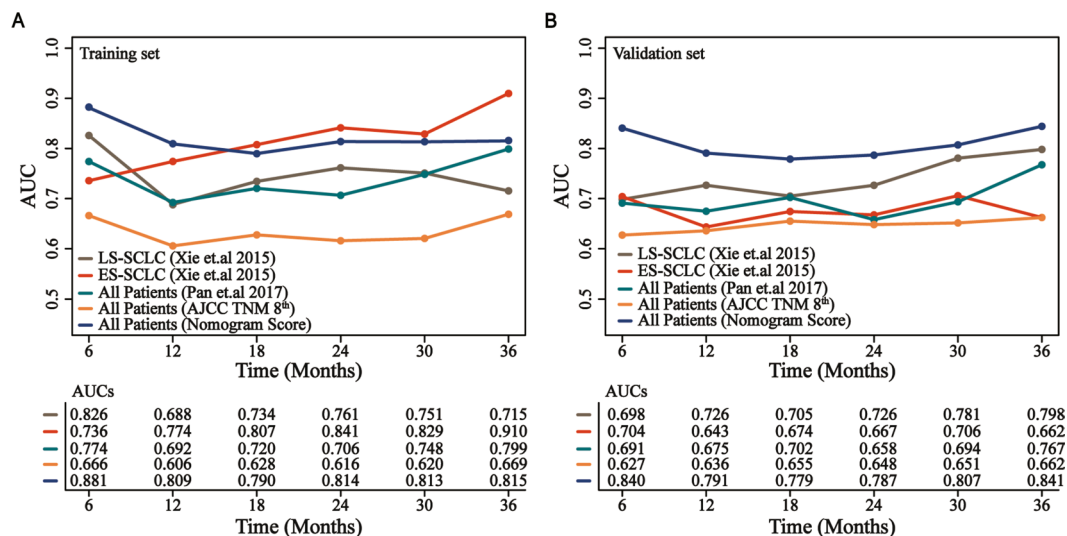 A
Training set
1.0
0.9
0.8
0.7
0.6
0.5
AUC
LS-SCLC (Xie et.al 2015)
ES-SCLC (Xie et.al 2015)
All Patients (Pan et.al 2017)
All Patients (AJCC TNM 8th)
All Patients (Nomogram Score)
6 12 18 24 30 36
Time (Months)
AUCs
0.826 0.688 0.734 0.761 0.751 0.715
0.736 0.774 0.807 0.841 0.829 0.910
0.774 0.692 0.720 0.706 0.748 0.799
0.666 0.606 0.628 0.616 0.620 0.669
0.881 0.809 0.790 0.814 0.813 0.815
6 12 18 24 30 36
Time (Months)
B
Validation set
1.0
0.9
0.8
0.7
0.6
0.5
AUC
LS-SCLC (Xie et.al 2015)
ES-SCLC (Xie et.al 2015)
All Patients (Pan et.al 2017)
All Patients (AJCC TNM 8th)
All Patients (Nomogram Score)
6 12 18 24 30 36
Time (Months)
AUCs
0.698 0.726 0.705 0.726 0.781 0.798
0.704 0.643 0.674 0.667 0.706 0.662
0.691 0.675 0.702 0.658 0.694 0.767
0.627 0.636 0.655 0.648 0.651 0.662
0.840 0.791 0.779 0.787 0.807 0.841
6 12 18 24 30 36
Time (Months)